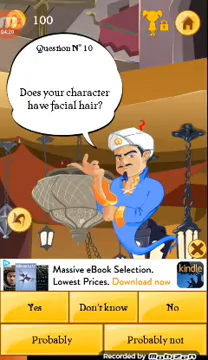 100
Question N° 10
Does your character
have facial hair?
Massive eBook Selection.
Lowest Prices. Download now
kindle
Yes
Don't know
No
Probably
Probably not
Recorded by Mobizen